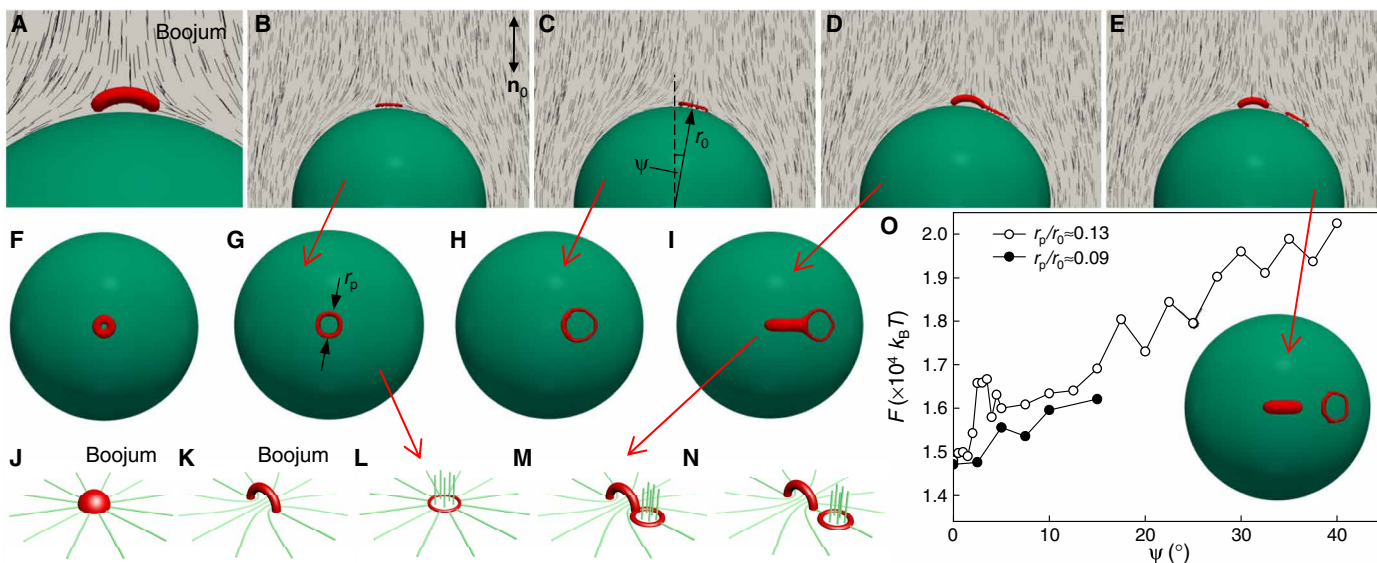 A Boojum
B n0
C ψ r0
D
E
F
G rp
H
I
J Boojum
K Boojum
L
M
N
O
rp/r0≈0.13
rp/r0≈0.09
F (×10⁴ kBT)
2.0
1.9
1.8
1.7
1.6
1.5
1.4
0 10 20 30 40
ψ (°)